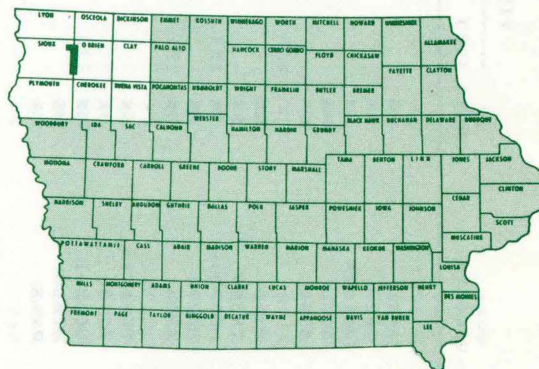 LYON OSCEOLA DICKINSON EMMET KOSSUTH WINNEBAGO WORTH MITCHELL HOWARD WINNESHIEK ALLAMAKEE
SIOUX O BRIEN CLAY PALO ALTO HANCOCK CERRO GORDO FLOYD CHICKASAW
FAYETTE CLAYTON
PLYMOUTH CHEROKEE BUENA VISTA POCAHONTAS HUMBOLDT WRIGHT FRANKLIN BUTLER BREMER
WEBSTER BLACK HAWK BUCHANAN DELAWARE DUBUQUE
WOODBURY IDA SAC CALHOUN HAMILTON HARDIN GRUNDY
MONONA CRAWFORD CARROLL GREENE BOONE STORY MARSHALL TAMA BENTON LINN JONES JACKSON
CLINTON
CEDAR
HARRISON SHELBY AUDUBON GUTHRIE DALLAS POLK JASPER POWESHIEK IOWA JOHNSON
SCOTT
MUSCATINE
POTTAWATTAMIE CASS ADAIR MADISON WARREN MARION MAHASKA KEOKUK WASHINGTON
LOUISA
MILLS MONTGOMERY ADAMS UNION CLARKE LUCAS MONROE WAPELLO JEFFERSON HENRY
DES MOINES
FREMONT PAGE TAYLOR RINGGOLD DECATUR WAYNE APPANOOSE DAVIS VAN BUREN
LEE